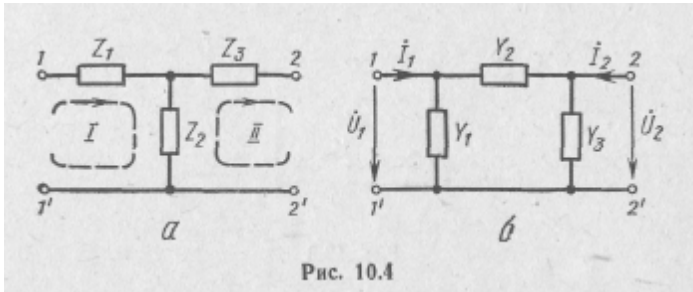 1 Z₁ Z₃ 2
I Z₂ II
1' 2'
а
1 İ₁ Y₂ İ₂ 2
U̇₁ Y₁ Y₃ U̇₂
1' 2'
б
Рис. 10.4